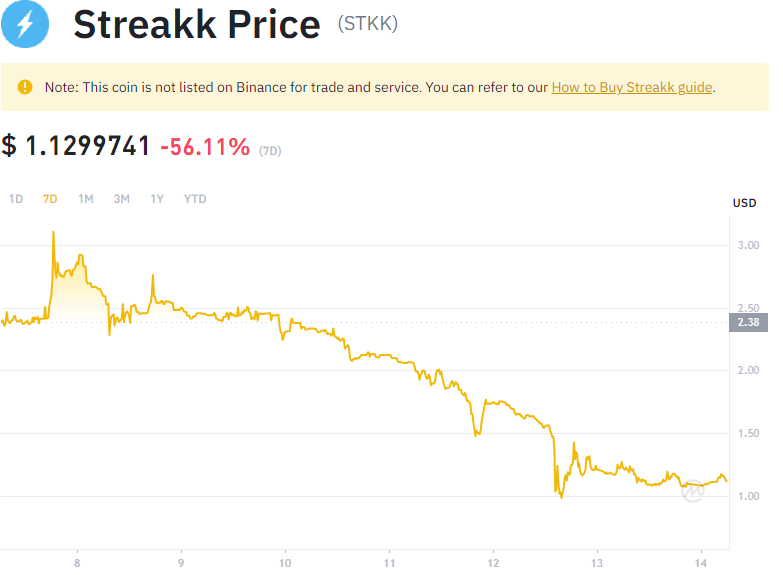 Streakk Price (STKK)
Note: This coin is not listed on Binance for trade and service. You can refer to our How to Buy Streakk guide.
$ 1.1299741 -56.11% (7D)
1D 7D 1M 3M 1Y YTD
USD
3.00
2.50
2.38
2.00
1.50
1.00
8 9 10 11 12 13 14